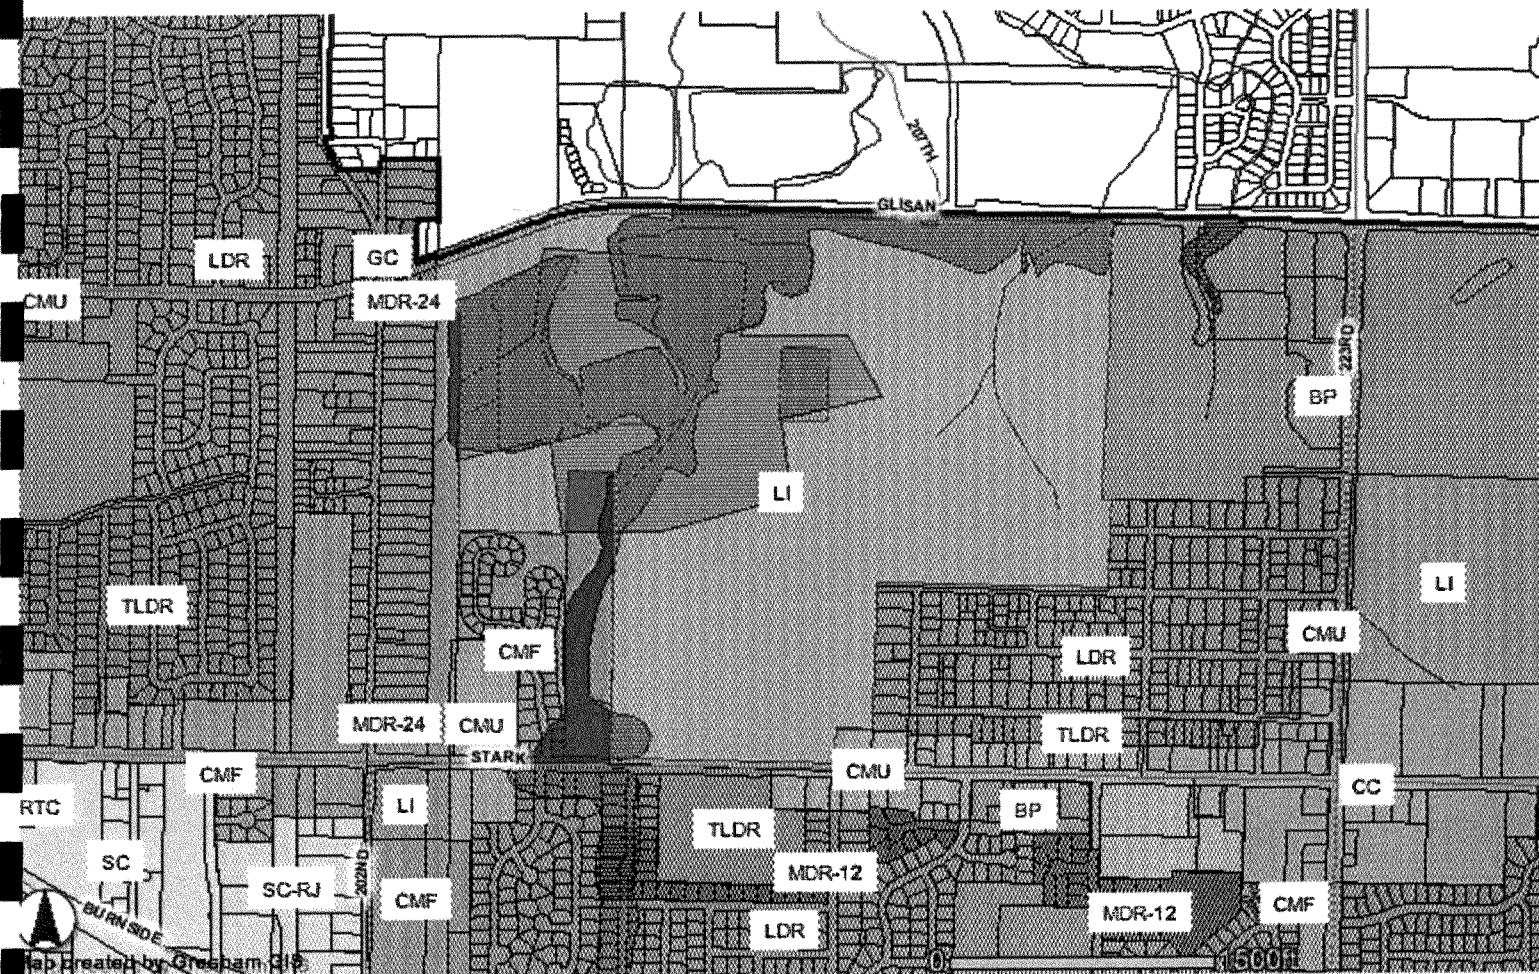 207TH
GLISAN
LDR
GC
CMU
MDR-24
223RD
BP
LI
LI
TLDR
CMU
CMF
LDR
MDR-24
CMU
TLDR
STARK
CMF
CMU
CC
RTC
LI
BP
TLDR
SC
202ND
MDR-12
SC-RJ
CMF
MDR-12
CMF
BURNSIDE
LDR
Map created by Gresham GIS
0
1,500